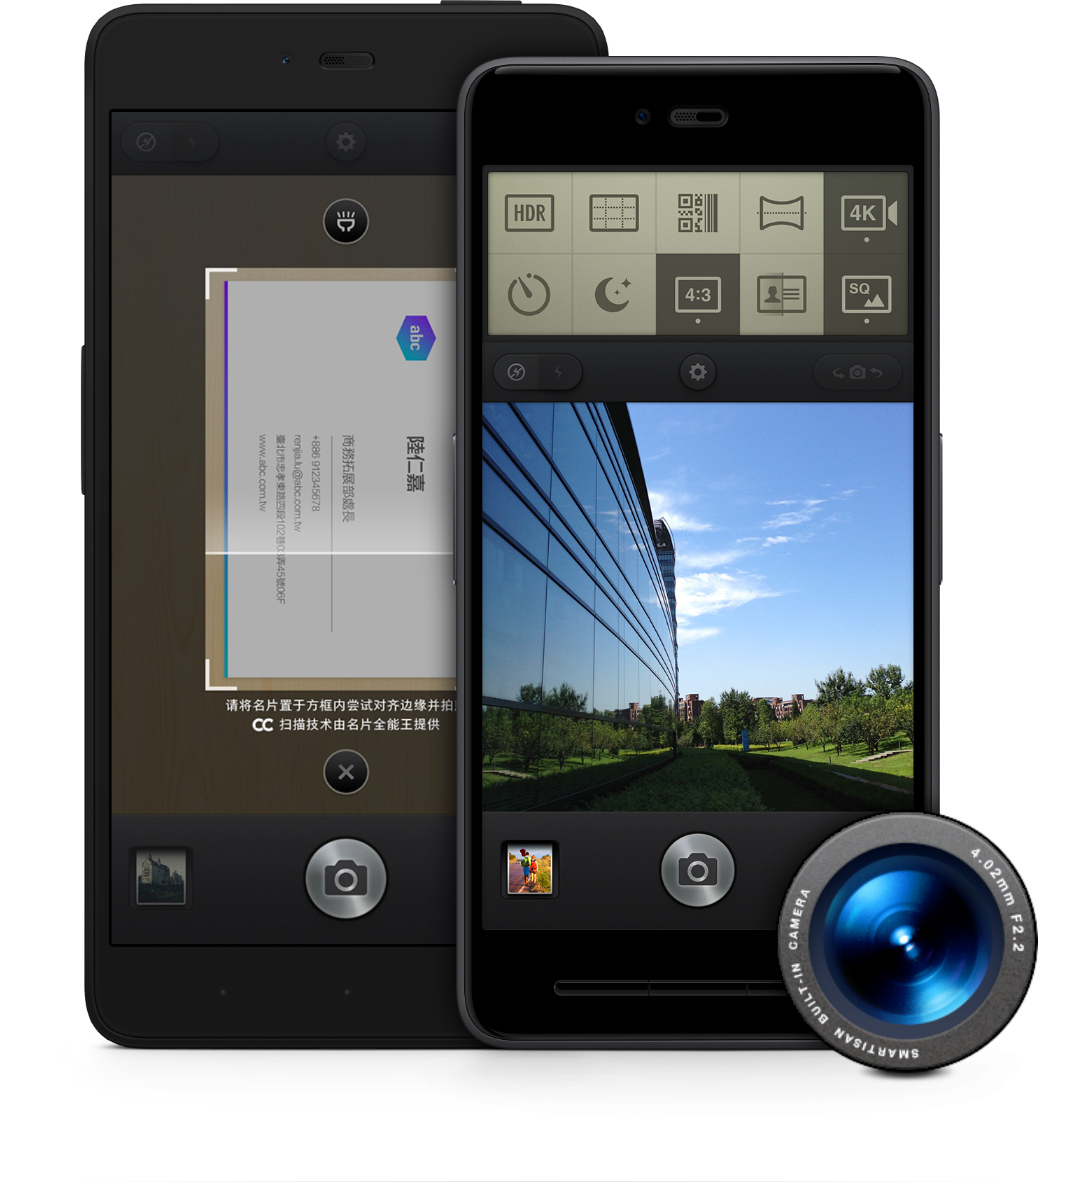 abc
陸仁嘉
商務拓展部處長
+886 912345678
renjia.lu@abc.com.tw
臺北市忠孝東路四段102巷03弄45號06F
www.abc.com.tw
请将名片置于方框内尝试对齐边缘并拍
CC 扫描技术由名片全能王提供
HDR
4K
4:3
SQ
SMARTISAN BUILT-IN CAMERA
4.02mm F2.2